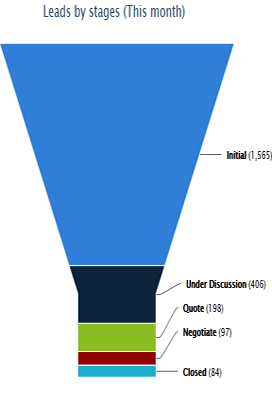 Leads by stages (This month)
Initial (1,565)
Under Discussion (406)
Quote (198)
Negotiate (97)
Closed (84)